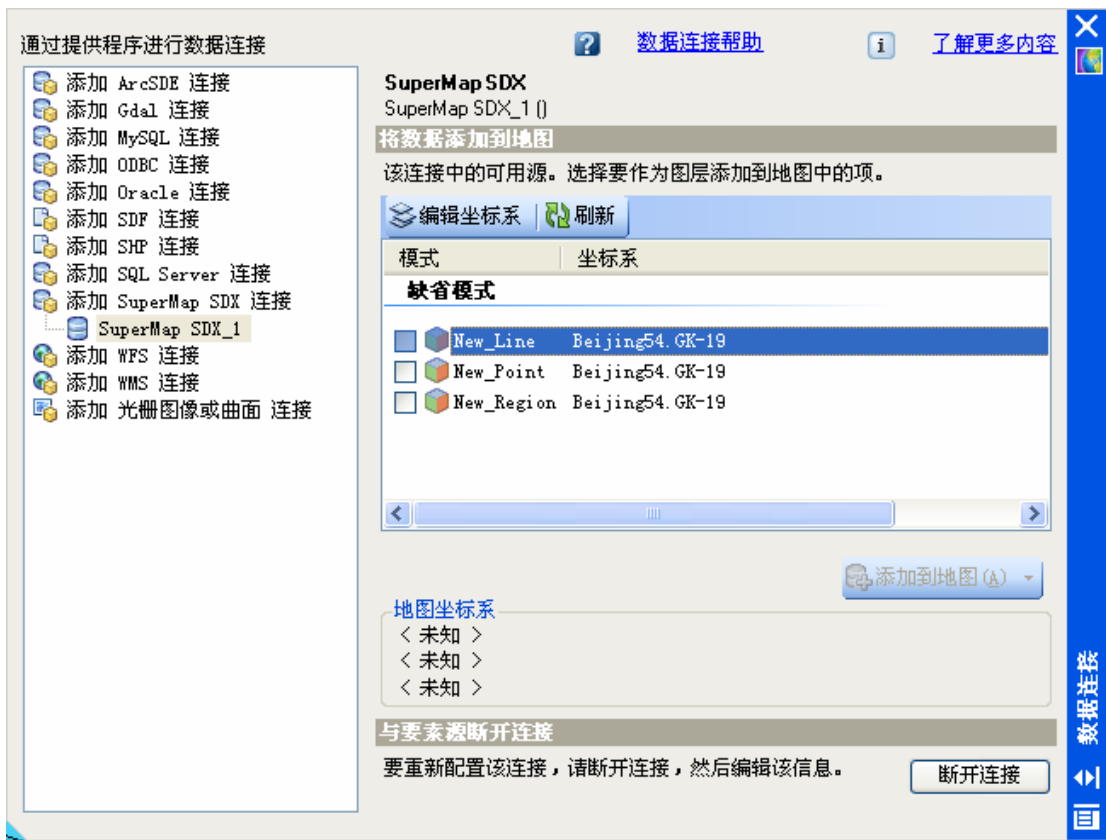 通过提供程序进行数据连接
数据连接帮助
了解更多内容
添加 ArcSDE 连接
添加 Gdal 连接
添加 MySQL 连接
添加 ODBC 连接
添加 Oracle 连接
添加 SDF 连接
添加 SHP 连接
添加 SQL Server 连接
添加 SuperMap SDX 连接
SuperMap SDX_1
添加 WFS 连接
添加 WMS 连接
添加 光栅图像或曲面 连接
SuperMap SDX
SuperMap SDX_1 ()
将数据添加到地图
该连接中的可用源。选择要作为图层添加到地图中的项。
编辑坐标系 刷新
模式 坐标系
缺省模式
New_Line Beijing54.GK-19
New_Point Beijing54.GK-19
New_Region Beijing54.GK-19
添加到地图(A)
地图坐标系
< 未知 >
< 未知 >
< 未知 >
与要素源断开连接
要重新配置该连接，请断开连接，然后编辑该信息。
断开连接
数据连接